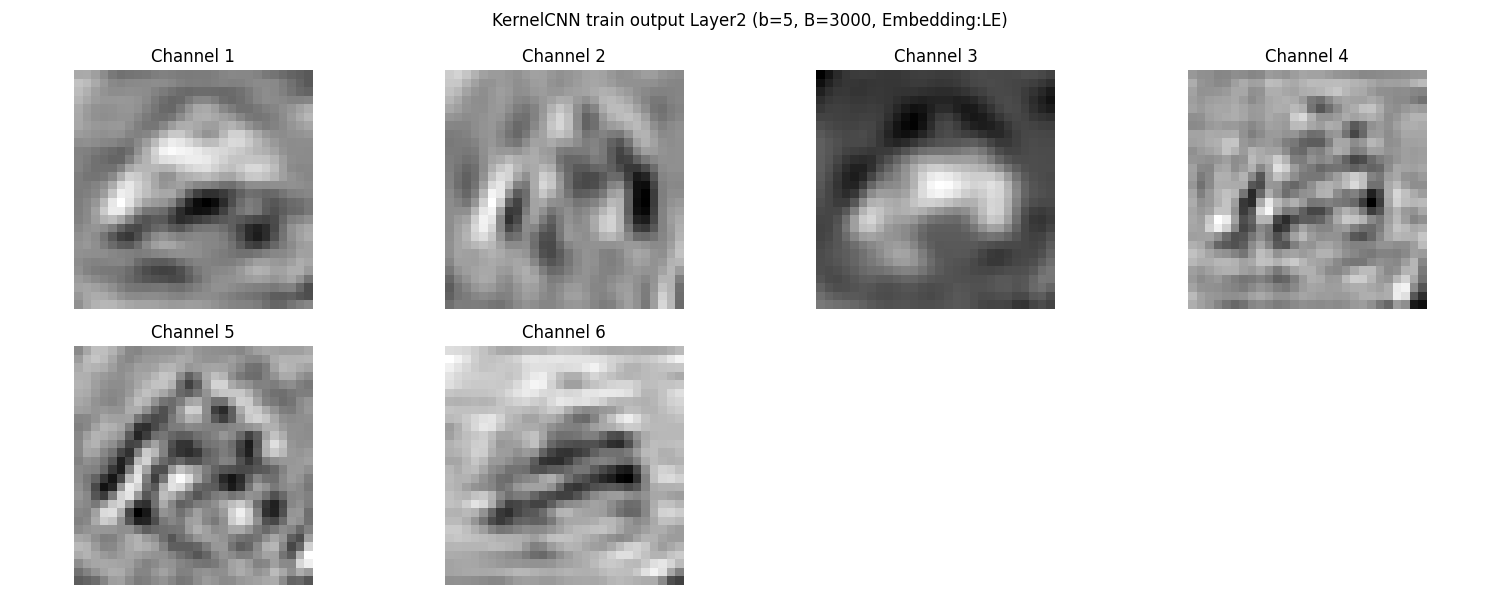 KernelCNN train output Layer2 (b=5, B=3000, Embedding:LE)
Channel 1
Channel 2
Channel 3
Channel 4
Channel 5
Channel 6